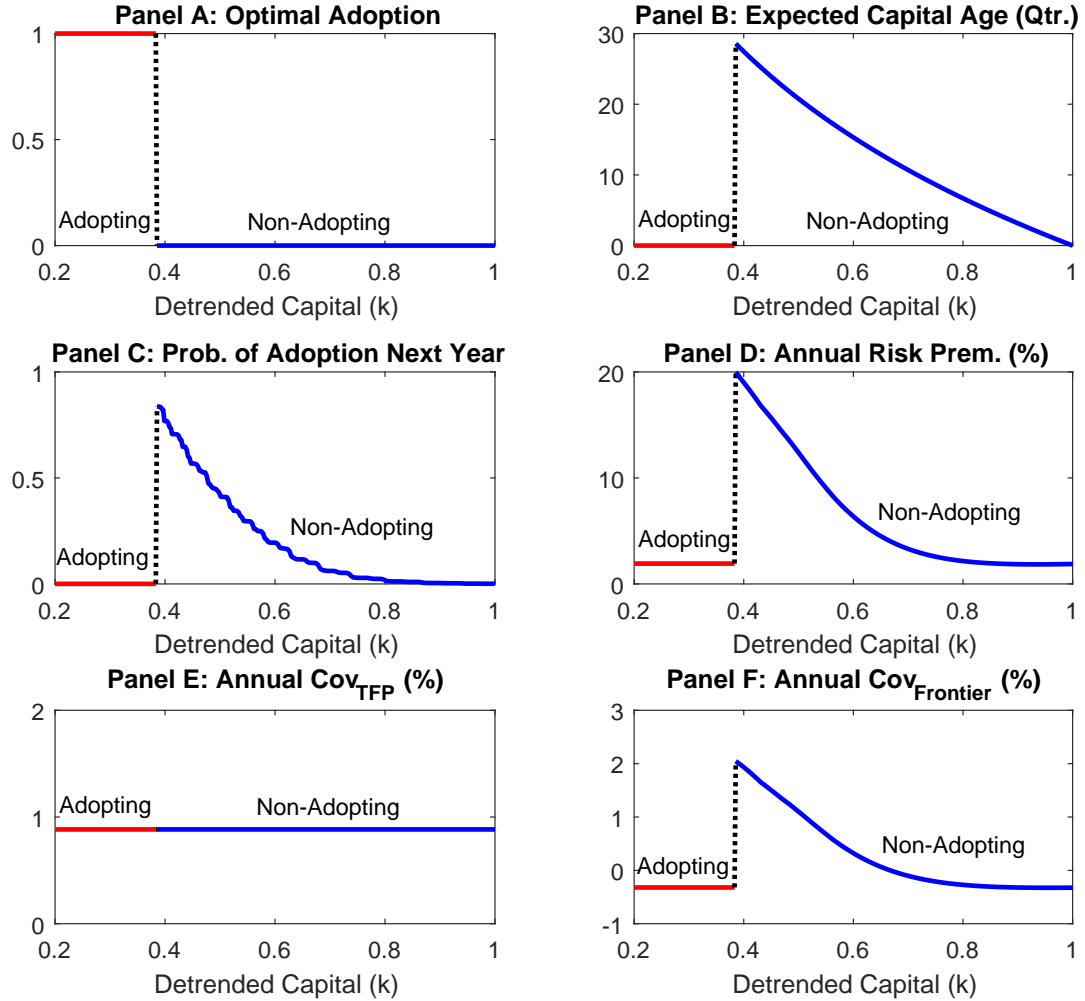 Panel A: Optimal Adoption
1
0.5
0
Adopting
Non-Adopting
0.2 0.4 0.6 0.8 1
Detrended Capital (k)
Panel B: Expected Capital Age (Qtr.)
30
20
10
0
Adopting
Non-Adopting
0.2 0.4 0.6 0.8 1
Detrended Capital (k)
Panel C: Prob. of Adoption Next Year
1
0.5
0
Non-Adopting
Adopting
0.2 0.4 0.6 0.8 1
Detrended Capital (k)
Panel D: Annual Risk Prem. (%)
20
10
0
Non-Adopting
Adopting
0.2 0.4 0.6 0.8 1
Detrended Capital (k)
Panel E: Annual Cov_TFP (%)
2
1
0
Adopting
Non-Adopting
0.2 0.4 0.6 0.8 1
Detrended Capital (k)
Panel F: Annual Cov_Frontier (%)
3
2
1
0
-1
Non-Adopting
Adopting
0.2 0.4 0.6 0.8 1
Detrended Capital (k)